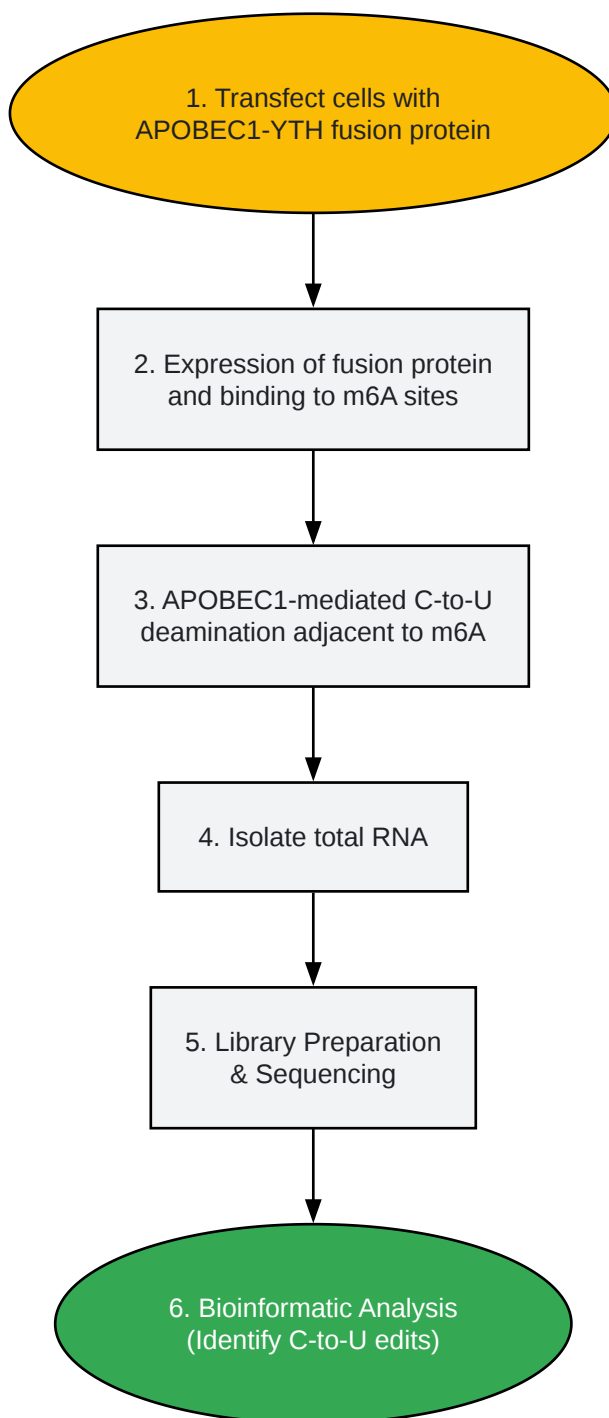 1. Transfect cells with
APOBEC1-YTH fusion protein
2. Expression of fusion protein
and binding to m6A sites
3. APOBEC1-mediated C-to-U
deamination adjacent to m6A
4. Isolate total RNA
5. Library Preparation
& Sequencing
6. Bioinformatic Analysis
(Identify C-to-U edits)